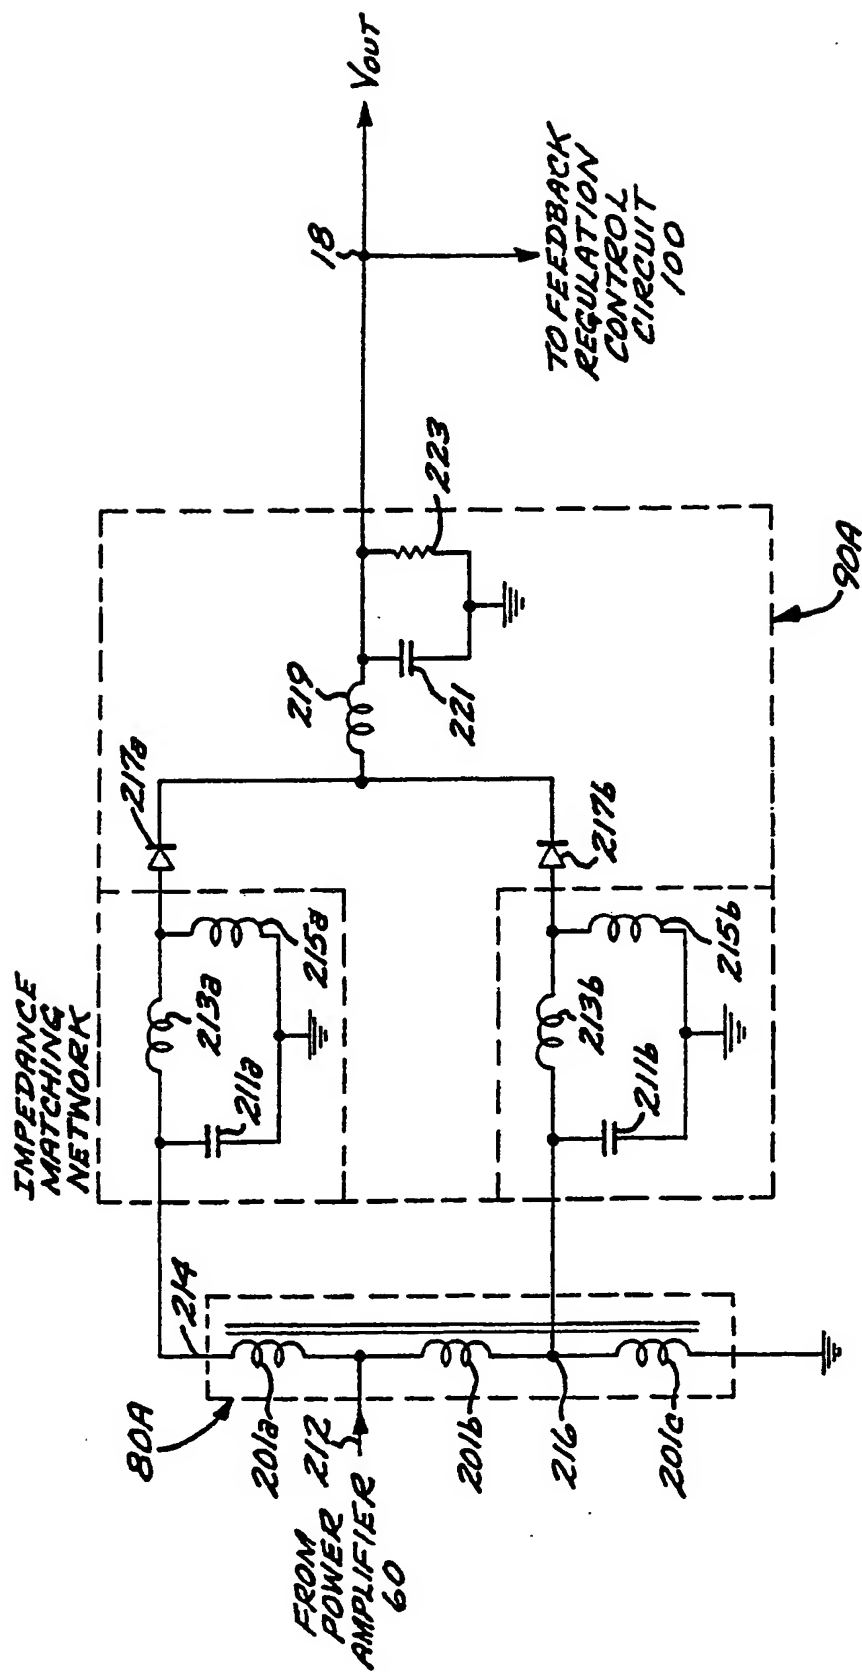 IMPEDANCE
MATCHING
NETWORK
80A
214
201a
FROM
POWER
AMPLIFIER
60
212
201b
216
201c
211a
213a
215a
217a
211b
213b
215b
217b
219
221
223
90A
18
VOUT
TO FEEDBACK
REGULATION
CONTROL
CIRCUIT
100